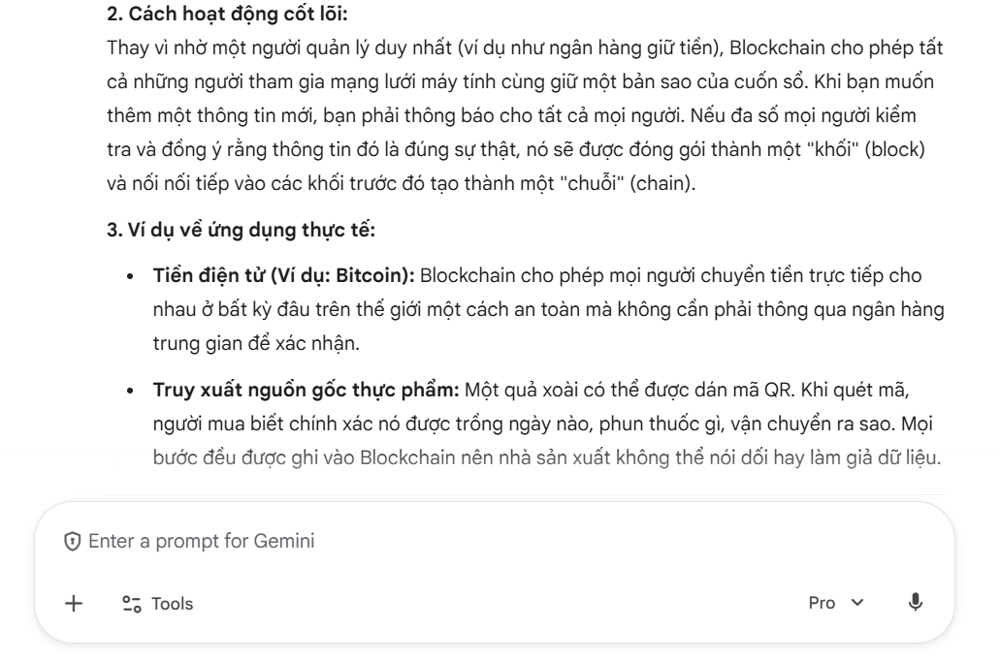 2. Cách hoạt động cốt lõi:
Thay vì nhờ một người quản lý duy nhất (ví dụ như ngân hàng giữ tiền), Blockchain cho phép tất
cả những người tham gia mạng lưới máy tính cùng giữ một bản sao của cuốn sổ. Khi bạn muốn
thêm một thông tin mới, bạn phải thông báo cho tất cả mọi người. Nếu đa số mọi người kiểm
tra và đồng ý rằng thông tin đó là đúng sự thật, nó sẽ được đóng gói thành một "khối" (block)
và nối nối tiếp vào các khối trước đó tạo thành một "chuỗi" (chain).
3. Ví dụ về ứng dụng thực tế:
• Tiền điện tử (Ví dụ: Bitcoin): Blockchain cho phép mọi người chuyển tiền trực tiếp cho
nhau ở bất kỳ đâu trên thế giới một cách an toàn mà không cần phải thông qua ngân hàng
trung gian để xác nhận.
• Truy xuất nguồn gốc thực phẩm: Một quả xoài có thể được dán mã QR. Khi quét mã,
người mua biết chính xác nó được trồng ngày nào, phun thuốc gì, vận chuyển ra sao. Mọi
bước đều được ghi vào Blockchain nên nhà sản xuất không thể nói dối hay làm giả dữ liệu.
Enter a prompt for Gemini
Tools
Pro